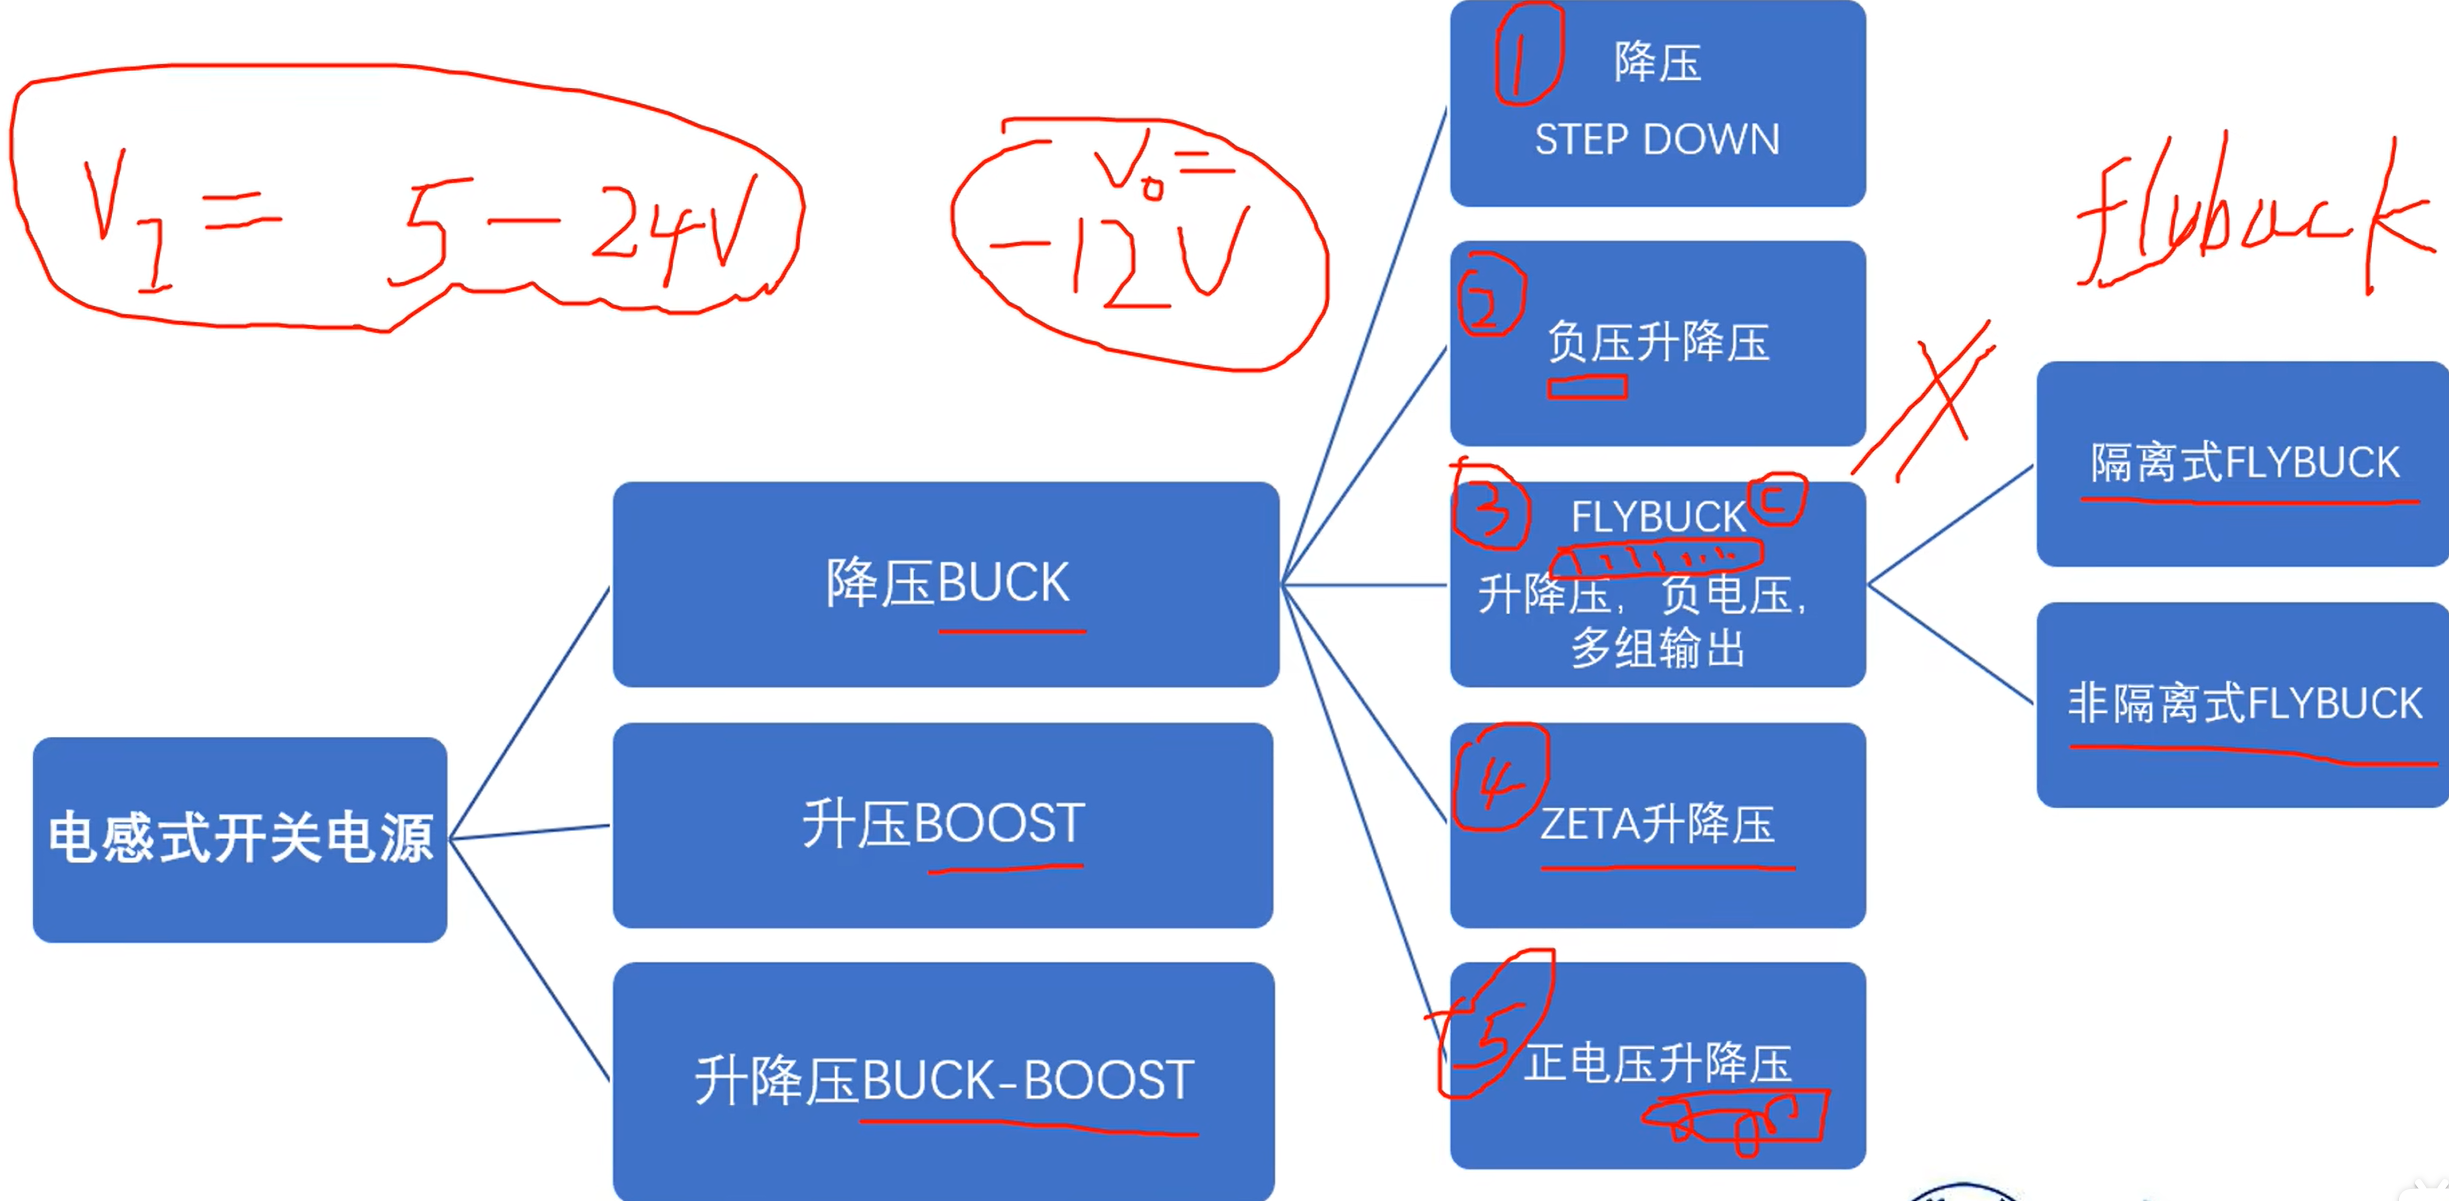 V_I = 5-24V
V_o =
-12V
Flybuck
电感式开关电源
降压BUCK
升压BOOST
升降压BUCK-BOOST
1
降压
STEP DOWN
2
负压升降压
3
FLYBUCK
C
升降压，负电压，
多组输出
4
ZETA升降压
5
正电压升降压
隔离式FLYBUCK
非隔离式FLYBUCK